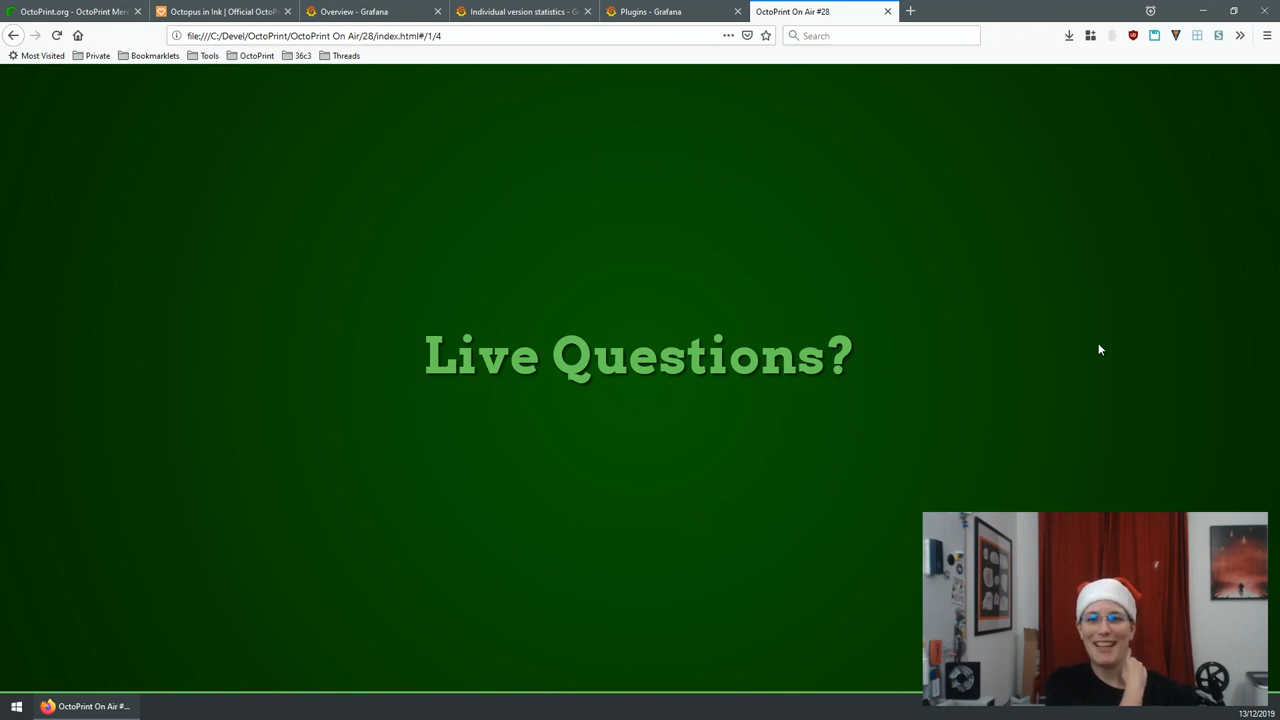 OctoPrint.org - OctoPrint Mer
Octopus in Ink | Official OctoP
Overview - Grafana
Individual version statistics - G
Plugins - Grafana
OctoPrint On Air #28
file:///C:/Devel/OctoPrint/OctoPrint On Air/28/index.html#/1/4
Search
Most Visited
Private
Bookmarklets
Tools
OctoPrint
36c3
Threads
Live Questions?
OctoPrint On Air #...
13/12/2019